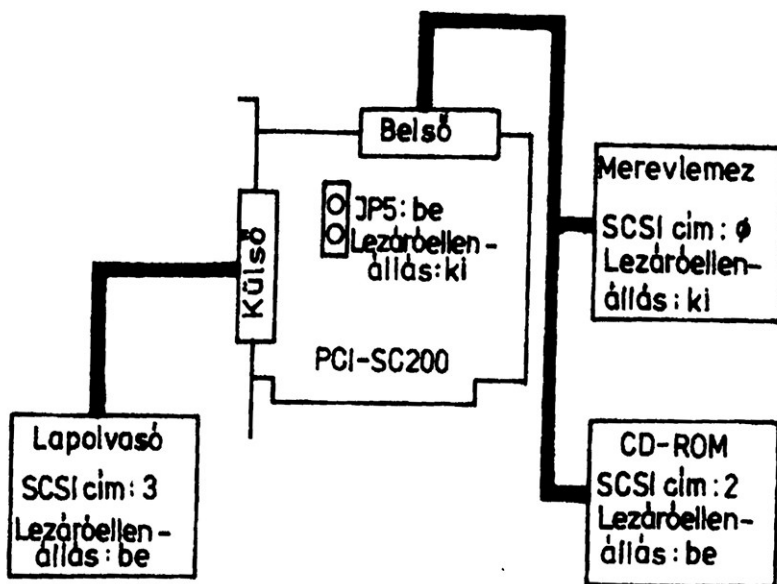 Belső
Külső
JP5: be
Lezáróellen-
állás: ki
PCI-SC200
Merevlemez
SCSI cím: ø
Lezáróellen-
állás: ki
Lapolvasó
SCSI cím: 3
Lezáróellen-
állás: be
CD-ROM
SCSI cím: 2
Lezáróellen-
állás: be